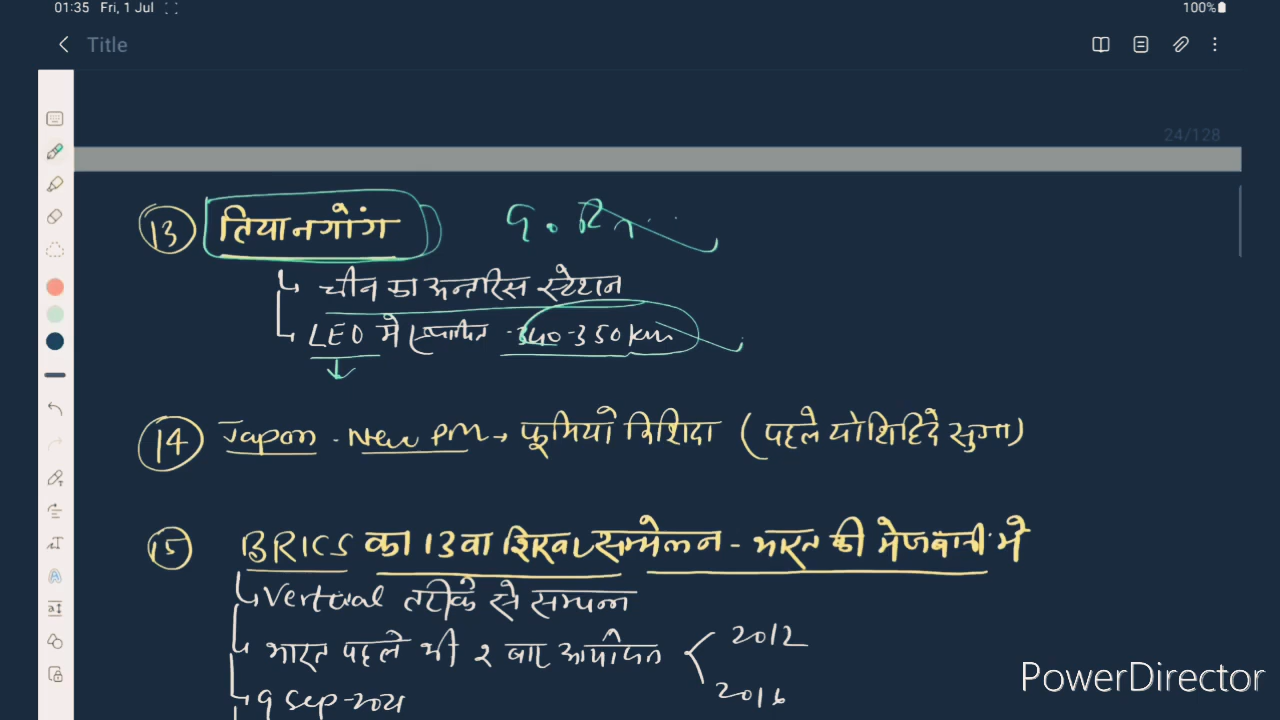 01:35 Fri, 1 Jul 100%
Title
24/128
13 तियानगोंग 9.
चीन का अन्तरिस स्टेशन
LEO मे स्थापित - 340-350 km
14 Japan - New PM → फूमियो किशिदा (पहले योशिहिदे सुगा)
15 BRICS का 13 वा शिखर सम्मेलन - भारत की मेजबानी में
Vertual तरीके से सम्पन्न
भारत पहले भी 2 बार आयोजित 2012
2016
9 Sep-2021
PowerDirector